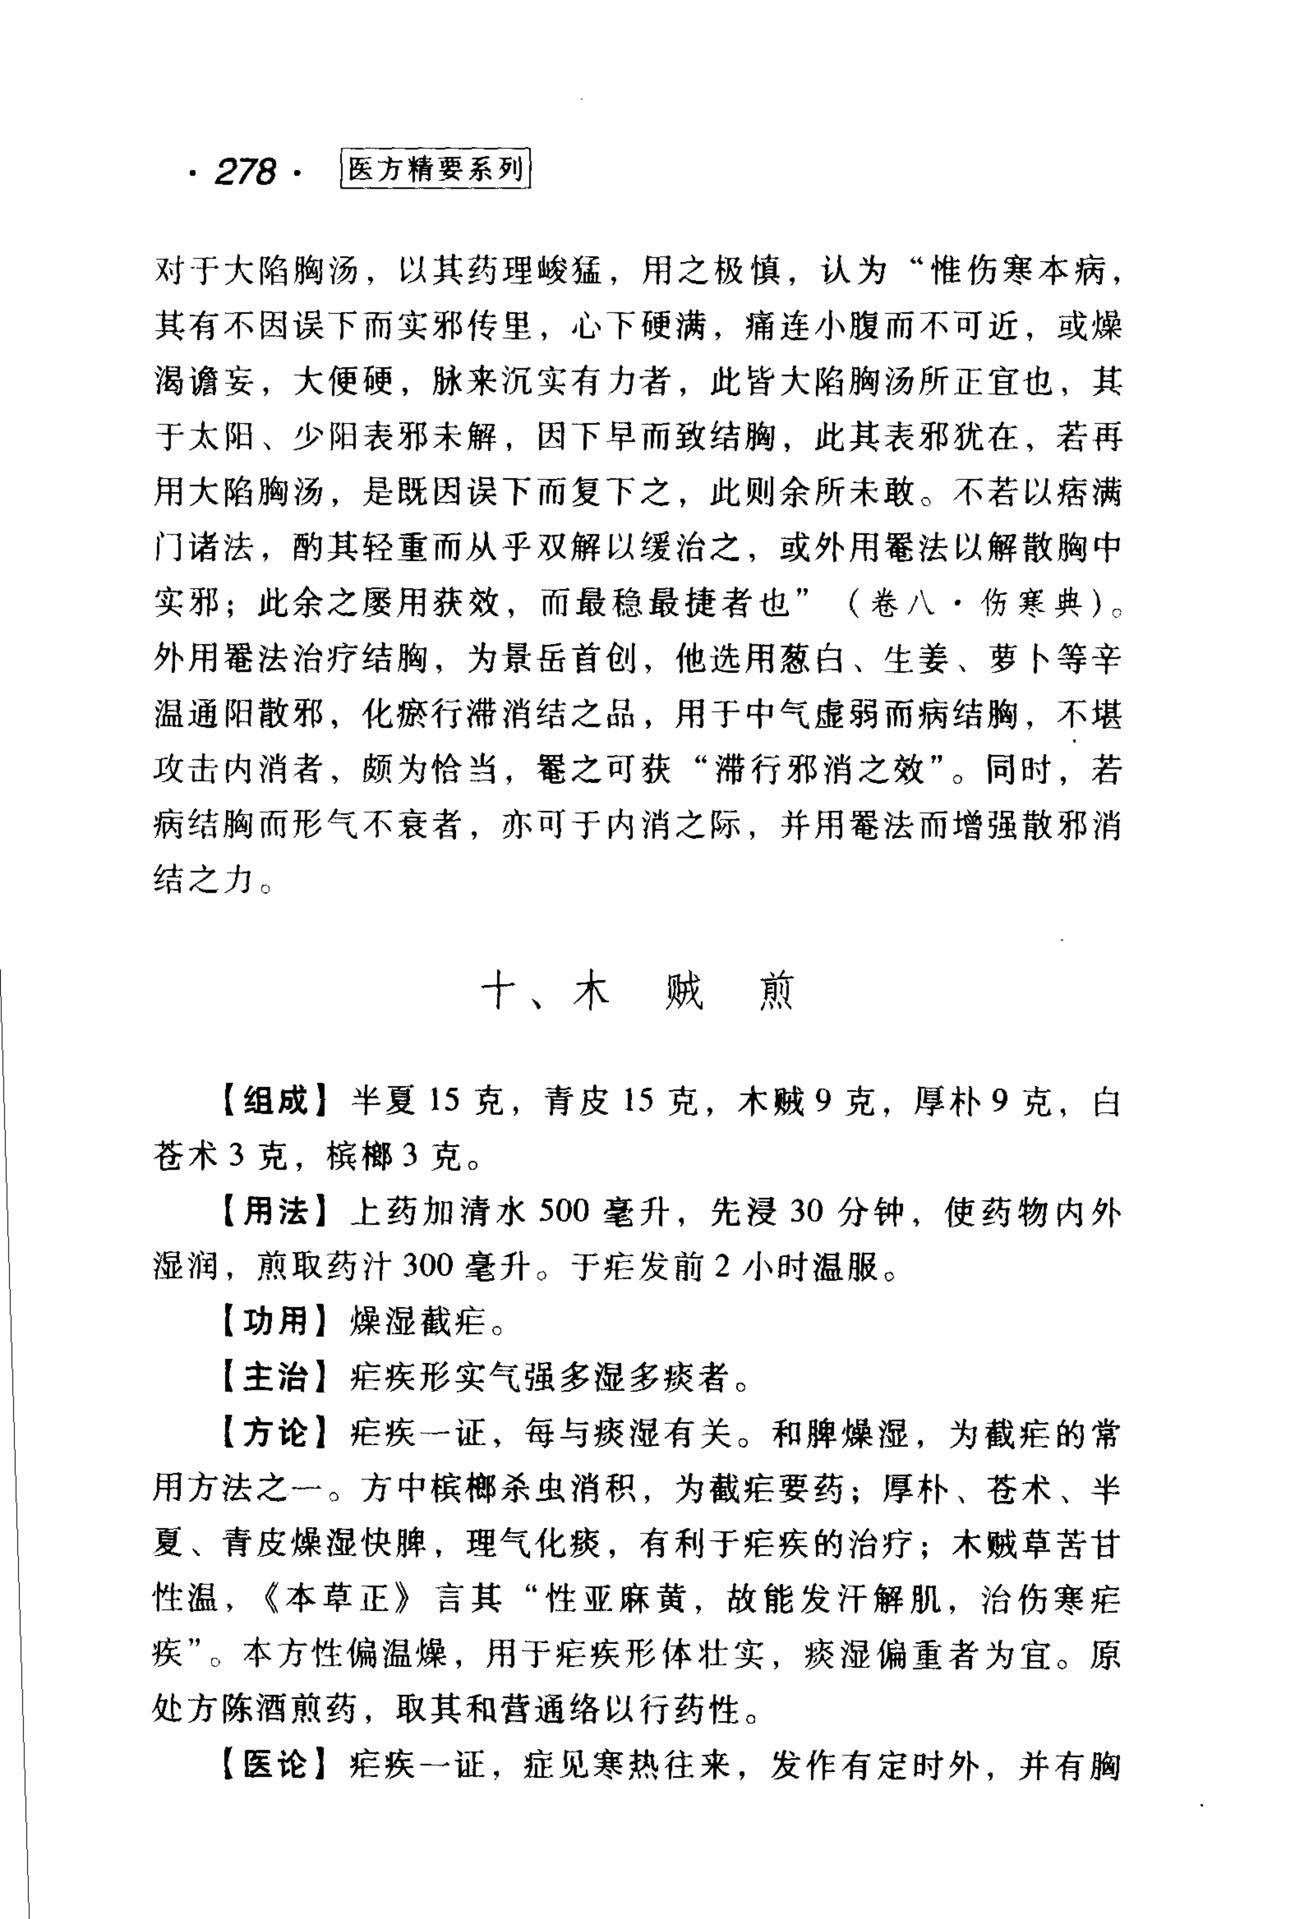 ·278· 医方精要系列
对于大陷胸汤，以其药理峻猛，用之极慎，认为“惟伤寒本病，
其有不因误下而实邪传里，心下硬满，痛连小腹而不可近，或燥
渴谵妄，大便硬，脉来沉实有力者，此皆大陷胸汤所正宜也，其
于太阳、少阳表邪未解，因下早而致结胸，此其表邪犹在，若再
用大陷胸汤，是既因误下而复下之，此则余所未敢。不若以痞满
门诸法，酌其轻重而从乎双解以缓治之，或外用罨法以解散胸中
实邪；此余之屡用获效，而最稳最捷者也”（卷八·伤寒典）。
外用罨法治疗结胸，为景岳首创，他选用葱白、生姜、萝卜等辛
温通阳散邪，化瘀行滞消结之品，用于中气虚弱而病结胸，不堪
攻击内消者，颇为恰当，罨之可获“滞行邪消之效”。同时，若
病结胸而形气不衰者，亦可于内消之际，并用罨法而增强散邪消
结之力。
十、木 贼 煎
【组成】半夏15克，青皮15克，木贼9克，厚朴9克，白
苍术3克，槟榔3克。
【用法】上药加清水500毫升，先浸30分钟，使药物内外
湿润，煎取药汁300毫升。于疟发前2小时温服。
【功用】燥湿截疟。
【主治】疟疾形实气强多湿多痰者。
【方论】疟疾一证，每与痰湿有关。和脾燥湿，为截疟的常
用方法之一。方中槟榔杀虫消积，为截疟要药；厚朴、苍术、半
夏、青皮燥湿快脾，理气化痰，有利于疟疾的治疗；木贼草苦甘
性温，《本草正》言其“性亚麻黄，故能发汗解肌，治伤寒疟
疾”。本方性偏温燥，用于疟疾形体壮实，痰湿偏重者为宜。原
处方陈酒煎药，取其和营通络以行药性。
【医论】疟疾一证，症见寒热往来，发作有定时外，并有胸